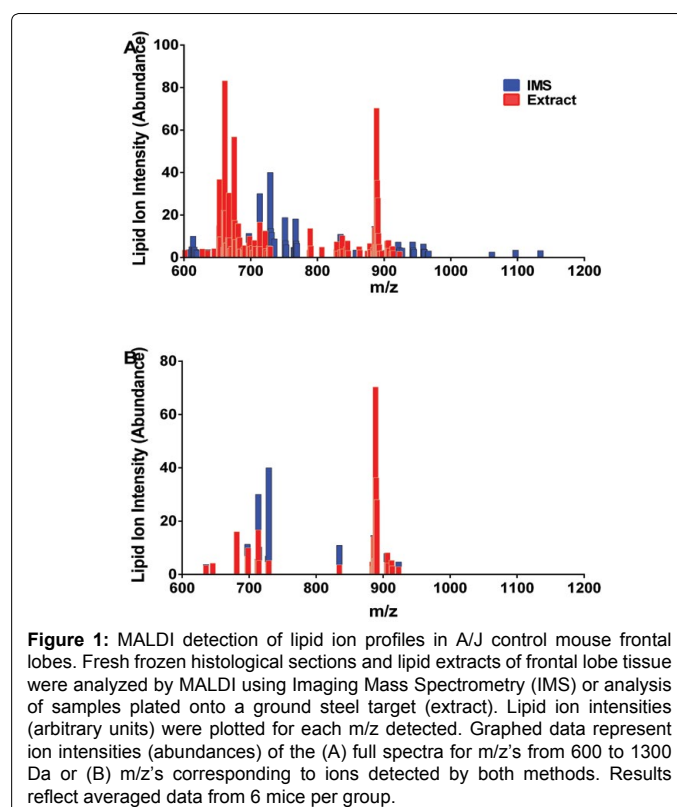 A
100
80
60
40
20
0
Lipid Ion Intensity (Abundance)
IMS
Extract
600 700 800 900 1000 1100 1200
m/z
B
80
60
40
20
0
Lipid Ion Intensity (Abundance)
600 700 800 900 1000 1100 1200
m/z
Figure 1: MALDI detection of lipid ion profiles in A/J control mouse frontal
lobes. Fresh frozen histological sections and lipid extracts of frontal lobe tissue
were analyzed by MALDI using Imaging Mass Spectrometry (IMS) or analysis
of samples plated onto a ground steel target (extract). Lipid ion intensities
(arbitrary units) were plotted for each m/z detected. Graphed data represent
ion intensities (abundances) of the (A) full spectra for m/z's from 600 to 1300
Da or (B) m/z's corresponding to ions detected by both methods. Results
reflect averaged data from 6 mice per group.